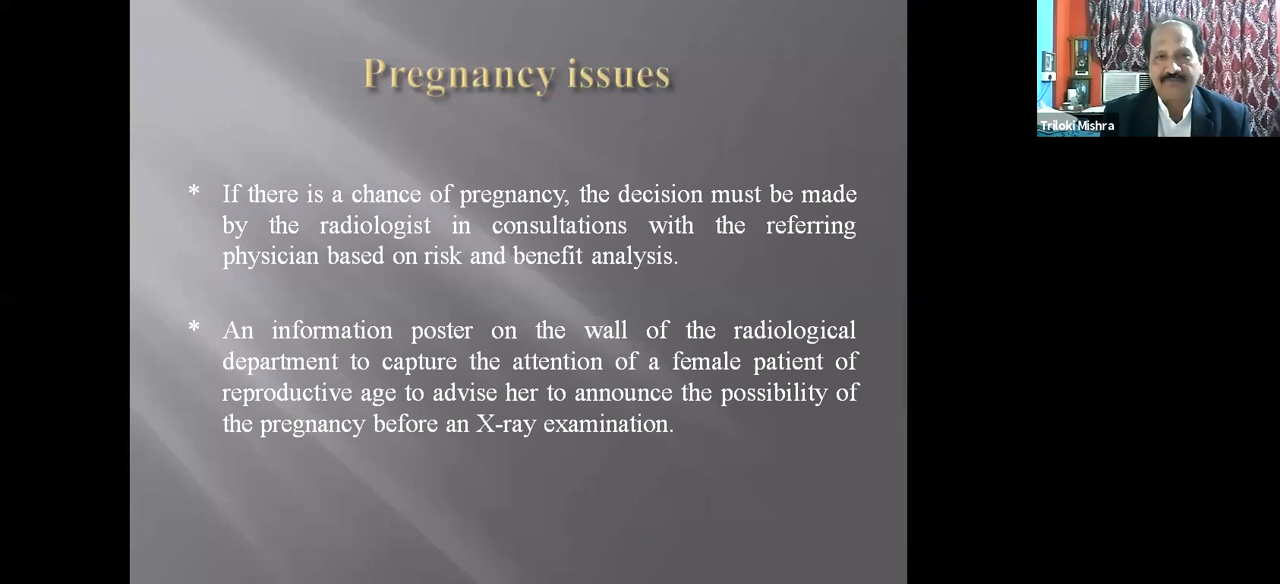 Pregnancy issues
Triloki Mishra
* If there is a chance of pregnancy, the decision must be made
by the radiologist in consultations with the referring
physician based on risk and benefit analysis.
* An information poster on the wall of the radiological
department to capture the attention of a female patient of
reproductive age to advise her to announce the possibility of
the pregnancy before an X-ray examination.